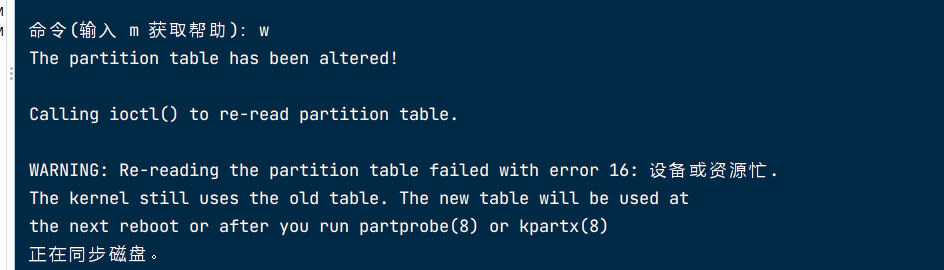 命令(输入 m 获取帮助)：w
The partition table has been altered!
Calling ioctl() to re-read partition table.
WARNING: Re-reading the partition table failed with error 16: 设备或资源忙.
The kernel still uses the old table. The new table will be used at
the next reboot or after you run partprobe(8) or kpartx(8)
正在同步磁盘。